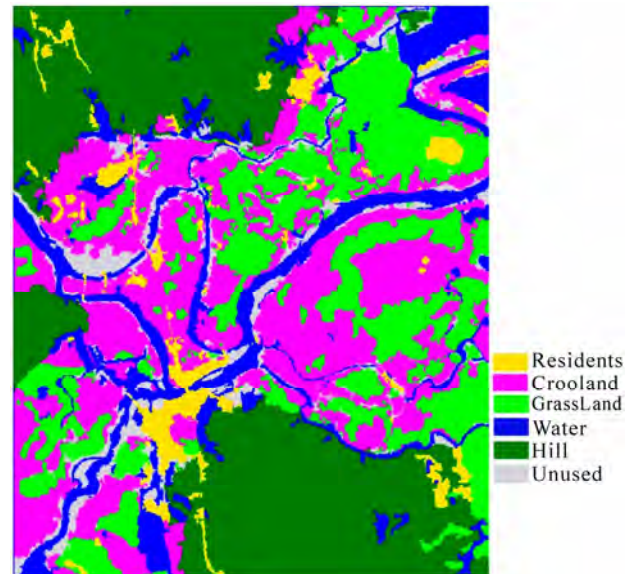 Residents
Crooland
GrassLand
Water
Hill
Unused